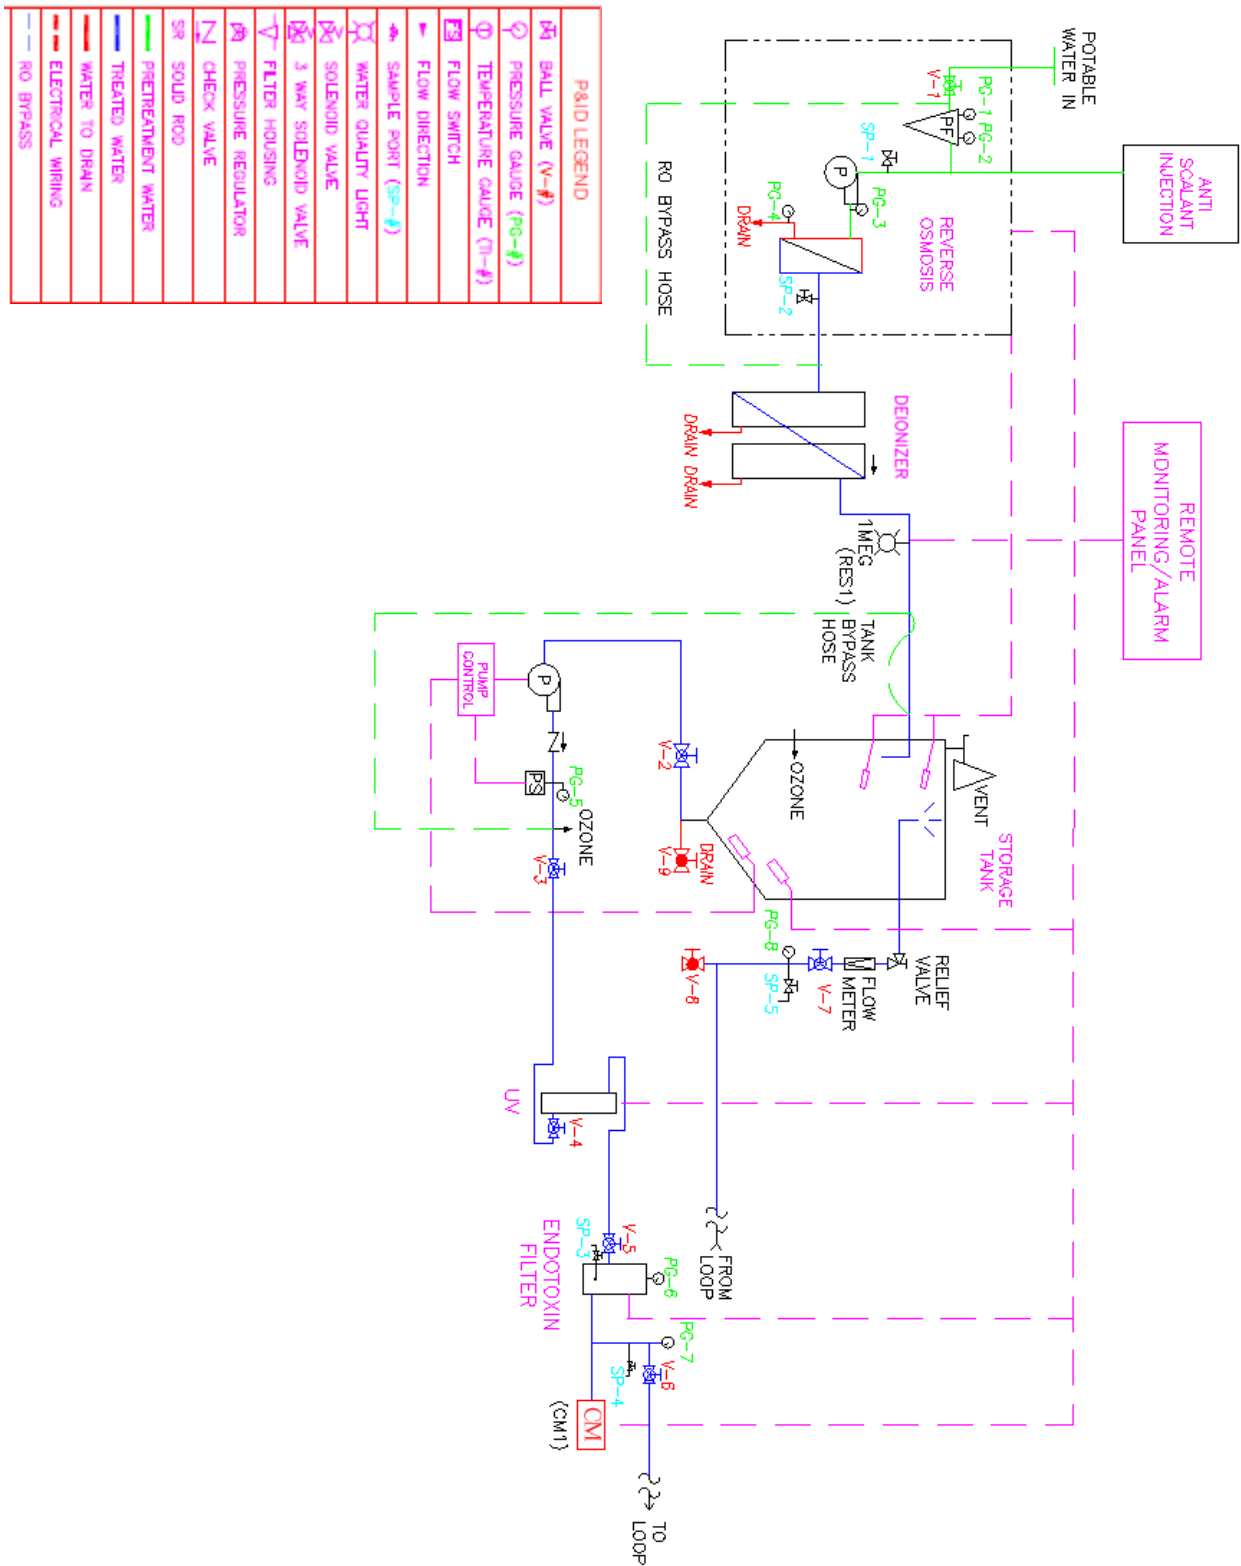 POTABLE
WATER IN
ANTI
SCALANT
INJECTION
V-1
PG-1
PG-2
PF
SP-1
P
PG-3
PG-4
DRAIN
REVERSE
OSMOSIS
SP-2
RO BYPASS HOSE
DEIONIZER
DRAIN
DRAIN
REMOTE
MONITORING/ALARM
PANEL
1MEG
(RES1)
TANK
BYPASS
HOSE
PUMP
CONTROL
P
PS
PG-5
OZONE
V-3
V-2
V-9
DRAIN
OZONE
VENT
STORAGE
TANK
RELIEF
VALVE
FLOW
METER
V-7
PG-8
SP-5
V-8
FROM
LOOP
UV
V-4
ENDOTOXIN
FILTER
SP-3
V-5
PG-6
PG-7
V-6
SP-4
CM
(CM1)
TO
LOOP
P&ID LEGEND
BALL VALVE (V-#)
PRESSURE GAUGE (PG-#)
TEMPERATURE GAUGE (TI-#)
FS FLOW SWITCH
FLOW DIRECTION
SAMPLE PORT (SP-#)
WATER QUALITY LIGHT
SOLENOID VALVE
3 WAY SOLENOID VALVE
FILTER HOUSING
PRESSURE REGULATOR
CHECK VALVE
SR SOLID ROD
PRETREATMENT WATER
TREATED WATER
WATER TO DRAIN
ELECTRICAL WIRING
RO BYPASS